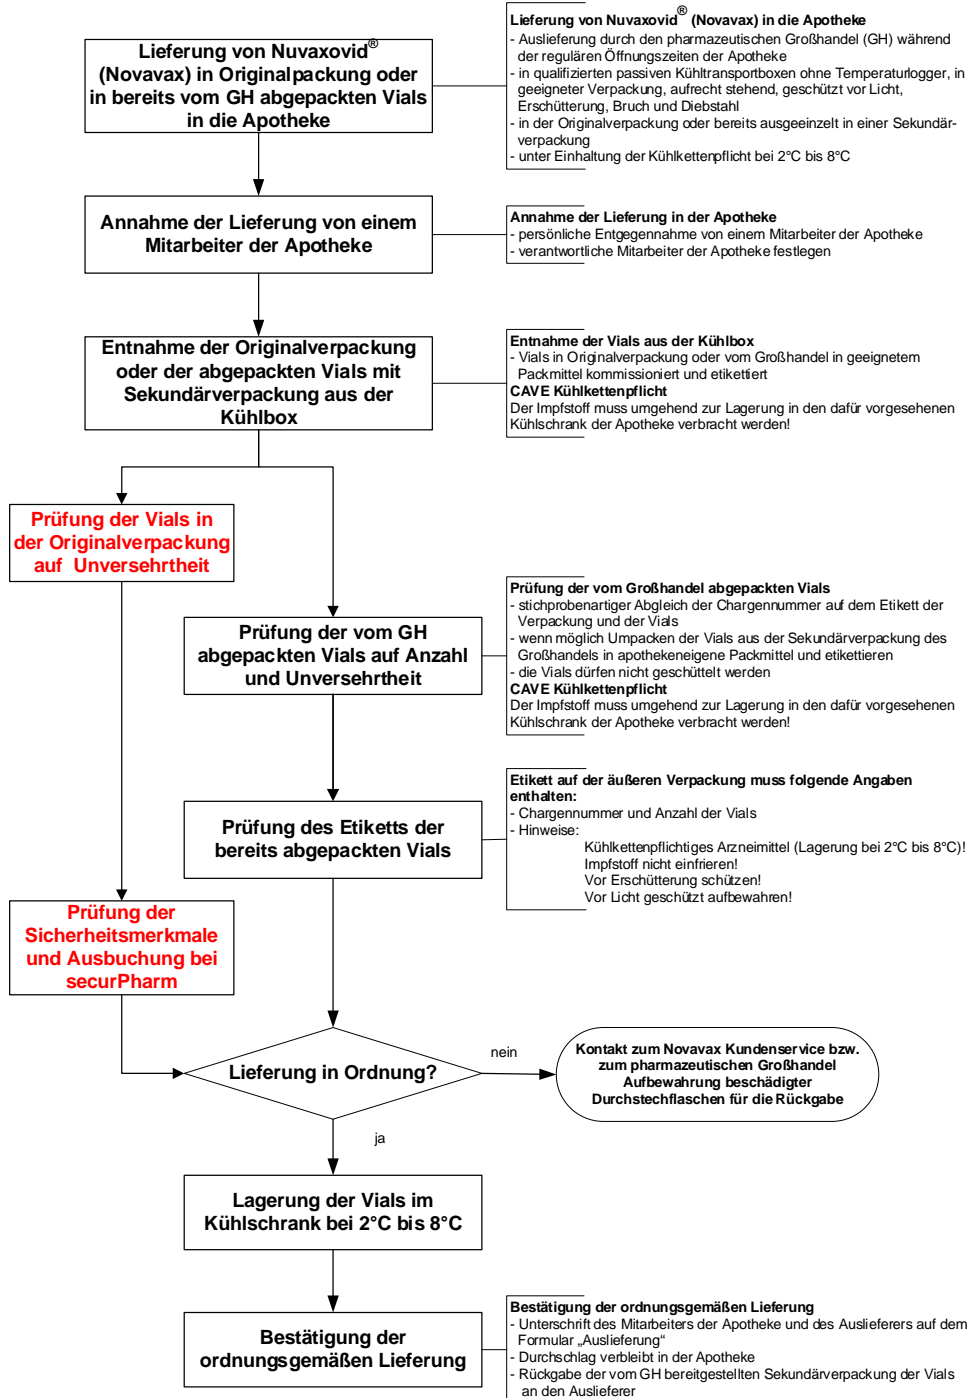 Lieferung von Nuvaxovid®
(Novavax) in Originalpackung oder
in bereits vom GH abgepackten Vials
in die Apotheke
Lieferung von Nuvaxovid® (Novavax) in die Apotheke
- Auslieferung durch den pharmazeutischen Großhandel (GH) während
der regulären Öffnungszeiten der Apotheke
- in qualifizierten passiven Kühltransportboxen ohne Temperaturlogger, in
geeigneter Verpackung, aufrecht stehend, geschützt vor Licht,
Erschütterung, Bruch und Diebstahl
- in der Originalverpackung oder bereits ausgeeinzelt in einer Sekundär-
verpackung
- unter Einhaltung der Kühlkettenpflicht bei 2°C bis 8°C
Annahme der Lieferung von einem
Mitarbeiter der Apotheke
Annahme der Lieferung in der Apotheke
- persönliche Entgegennahme von einem Mitarbeiter der Apotheke
- verantwortliche Mitarbeiter der Apotheke festlegen
Entnahme der Originalverpackung
oder der abgepackten Vials mit
Sekundärverpackung aus der
Kühlbox
Entnahme der Vials aus der Kühlbox
- Vials in Originalverpackung oder vom Großhandel in geeignetem
Packmittel kommissioniert und etikettiert
CAVE Kühlkettenpflicht
Der Impfstoff muss umgehend zur Lagerung in den dafür vorgesehenen
Kühlschrank der Apotheke verbracht werden!
Prüfung der Vials in
der Originalverpackung
auf Unversehrtheit
Prüfung der vom GH
abgepackten Vials auf Anzahl
und Unversehrtheit
Prüfung der vom Großhandel abgepackten Vials
- stichprobenartiger Abgleich der Chargennummer auf dem Etikett der
Verpackung und der Vials
- wenn möglich Umpacken der Vials aus der Sekundärverpackung des
Großhandels in apothekeneigene Packmittel und etikettieren
- die Vials dürfen nicht geschüttelt werden
CAVE Kühlkettenpflicht
Der Impfstoff muss umgehend zur Lagerung in den dafür vorgesehenen
Kühlschrank der Apotheke verbracht werden!
Prüfung des Etiketts der
bereits abgepackten Vials
Etikett auf der äußeren Verpackung muss folgende Angaben
enthalten:
- Chargennummer und Anzahl der Vials
- Hinweise:
Kühlkettenpflichtiges Arzneimittel (Lagerung bei 2°C bis 8°C)!
Impfstoff nicht einfrieren!
Vor Erschütterung schützen!
Vor Licht geschützt aufbewahren!
Prüfung der
Sicherheitsmerkmale
und Ausbuchung bei
securPharm
Lieferung in Ordnung?
nein
Kontakt zum Novavax Kundenservice bzw.
zum pharmazeutischen Großhandel
Aufbewahrung beschädigter
Durchstechflaschen für die Rückgabe
ja
Lagerung der Vials im
Kühlschrank bei 2°C bis 8°C
Bestätigung der
ordnungsgemäßen Lieferung
Bestätigung der ordnungsgemäßen Lieferung
- Unterschrift des Mitarbeiters der Apotheke und des Auslieferers auf dem
Formular „Auslieferung“
- Durchschlag verbleibt in der Apotheke
- Rückgabe der vom GH bereitgestellten Sekundärverpackung der Vials
an den Auslieferer